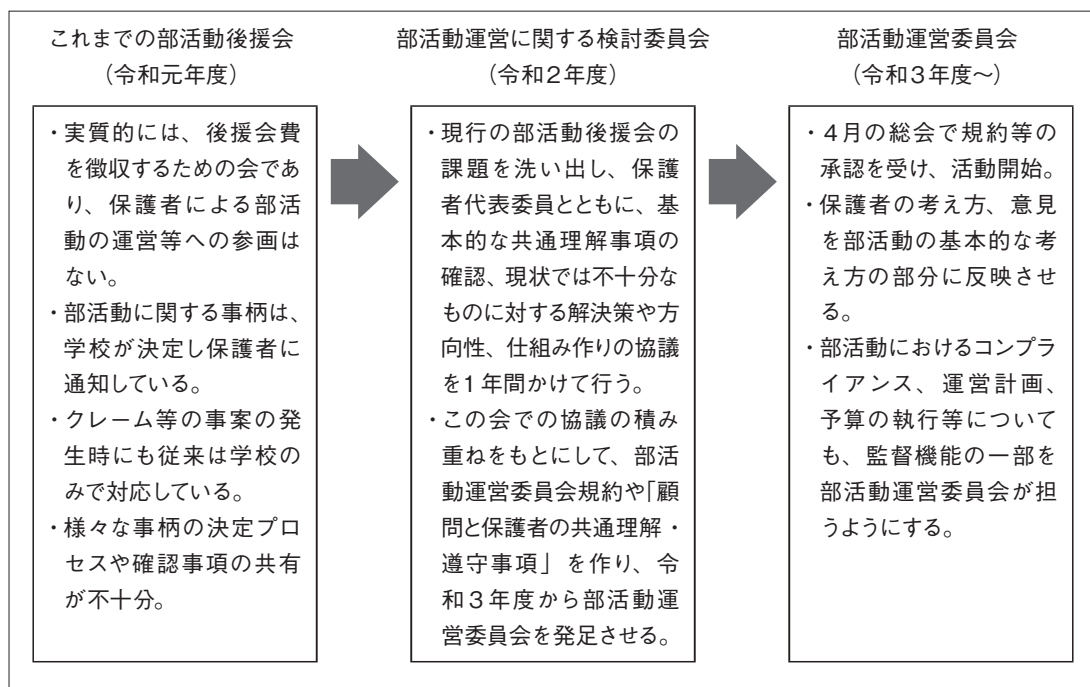 これまでの部活動後援会
（令和元年度）
・実質的には、後援会費
を徴収するための会であ
り、保護者による部活
動の運営等への参画は
ない。
・部活動に関する事柄は、
学校が決定し保護者に
通知している。
・クレーム等の事案の発
生時にも従来は学校の
みで対応している。
・様々な事柄の決定プロ
セスや確認事項の共有
が不十分。
部活動運営に関する検討委員会
（令和２年度）
・現行の部活動後援会の
課題を洗い出し、保護
者代表委員とともに、基
本的な共通理解事項の
確認、現状では不十分な
ものに対する解決策や方
向性、仕組み作りの協議
を1年間かけて行う。
・この会での協議の積み
重ねをもとにして、部活
動運営委員会規約や「顧
問と保護者の共通理解・
遵守事項」を作り、令
和３年度から部活動運
営委員会を発足させる。
部活動運営委員会
（令和３年度〜）
・４月の総会で規約等の
承認を受け、活動開始。
・保護者の考え方、意見
を部活動の基本的な考
え方の部分に反映させ
る。
・部活動におけるコンプラ
イアンス、運営計画、
予算の執行等について
も、監督機能の一部を
部活動運営委員会が担
うようにする。